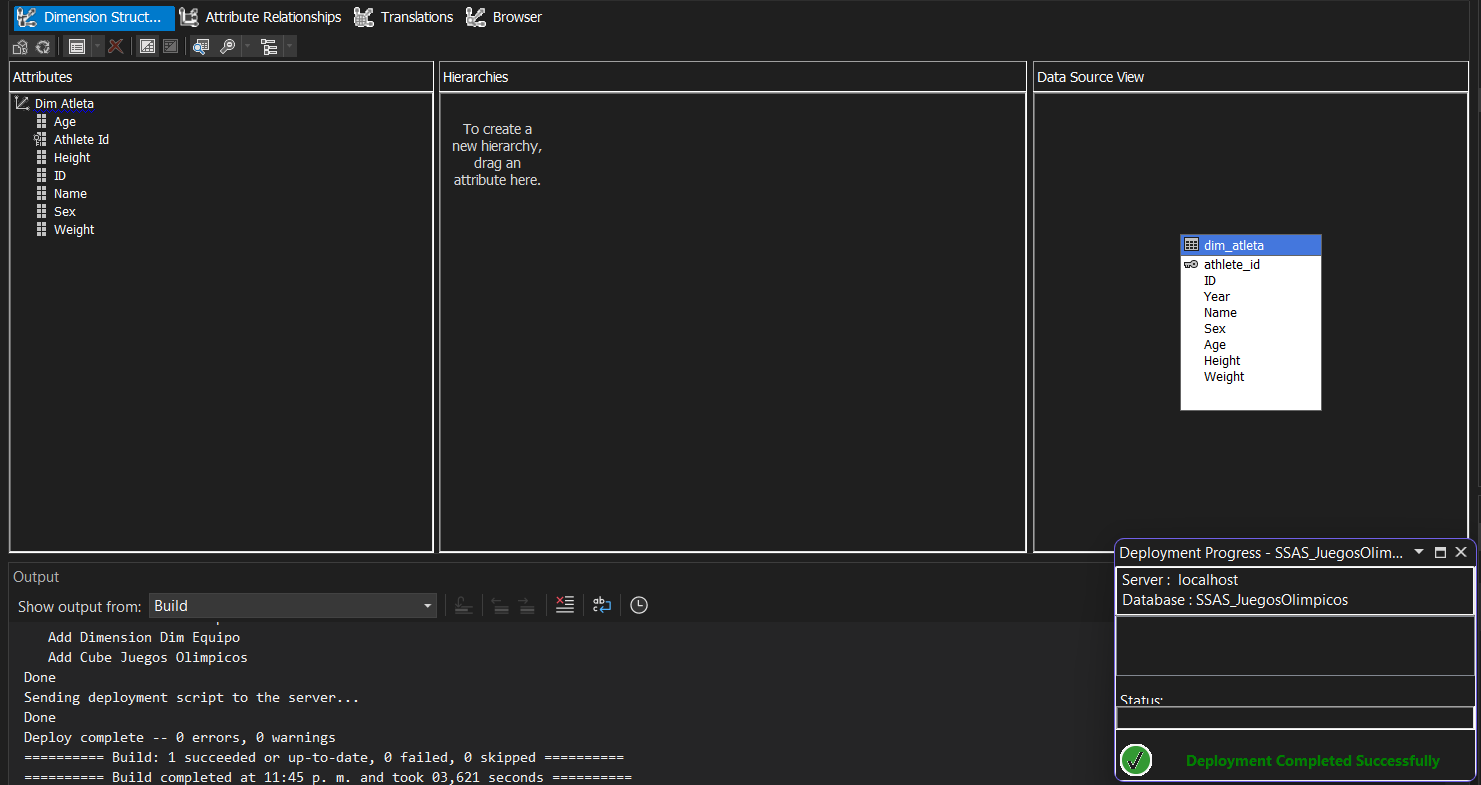 Dimension Struct...
Attribute Relationships
Translations
Browser
Attributes
Dim Atleta
Age
Athlete Id
Height
ID
Name
Sex
Weight
Hierarchies
To create a
new hierarchy,
drag an
attribute here.
Data Source View
dim_atleta
athlete_id
ID
Year
Name
Sex
Age
Height
Weight
Output
Show output from: Build
Add Dimension Dim Equipo
Add Cube Juegos Olimpicos
Done
Sending deployment script to the server...
Done
Deploy complete -- 0 errors, 0 warnings
========== Build: 1 succeeded or up-to-date, 0 failed, 0 skipped ==========
========== Build completed at 11:45 p. m. and took 03,621 seconds ==========
Deployment Progress - SSAS_JuegosOlim...
Server : localhost
Database : SSAS_JuegosOlimpicos
Status:
Deployment Completed Successfully